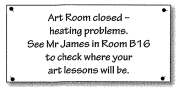 Art Room closed –
heating problems.
See Mr James in Room B16
to check where your
art lessons will be.